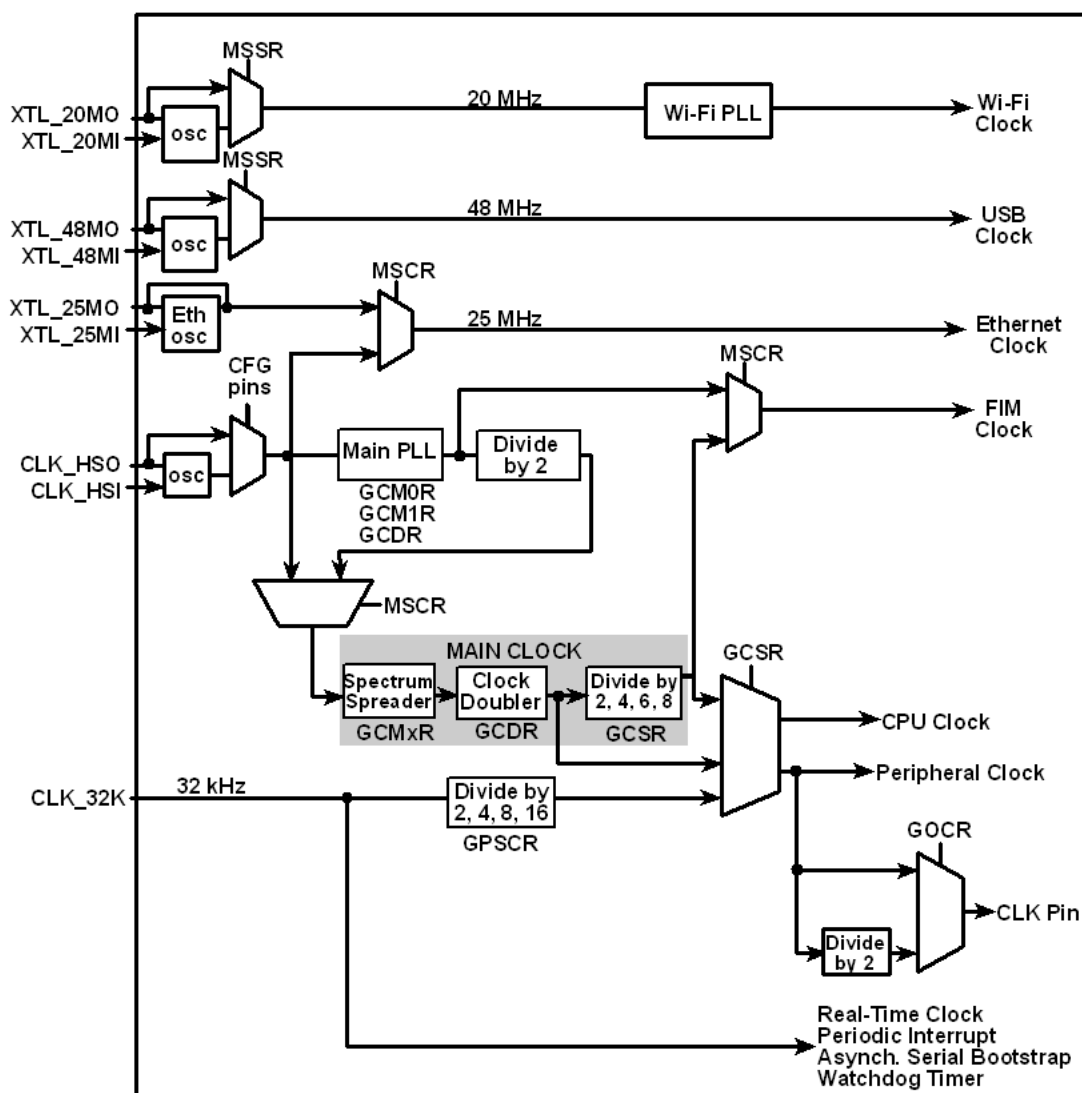 MSSR
XTL_20MO
XTL_20MI
osc
20 MHz
Wi-Fi PLL
Wi-Fi
Clock
MSSR
XTL_48MO
XTL_48MI
osc
48 MHz
USB
Clock
XTL_25MO
XTL_25MI
Eth
osc
MSCR
25 MHz
Ethernet
Clock
CFG
pins
CLK_HSO
CLK_HSI
osc
Main PLL
GCM0R
GCM1R
GCDR
Divide
by 2
MSCR
FIM
Clock
MSCR
MAIN CLOCK
Spectrum
Spreader
GCMxR
Clock
Doubler
GCDR
Divide by
2, 4, 6, 8
GCSR
GCSR
CPU Clock
Peripheral Clock
CLK_32K
32 kHz
Divide by
2, 4, 8, 16
GPSCR
GOCR
Divide
by 2
CLK Pin
Real-Time Clock
Periodic Interrupt
Asynch. Serial Bootstrap
Watchdog Timer